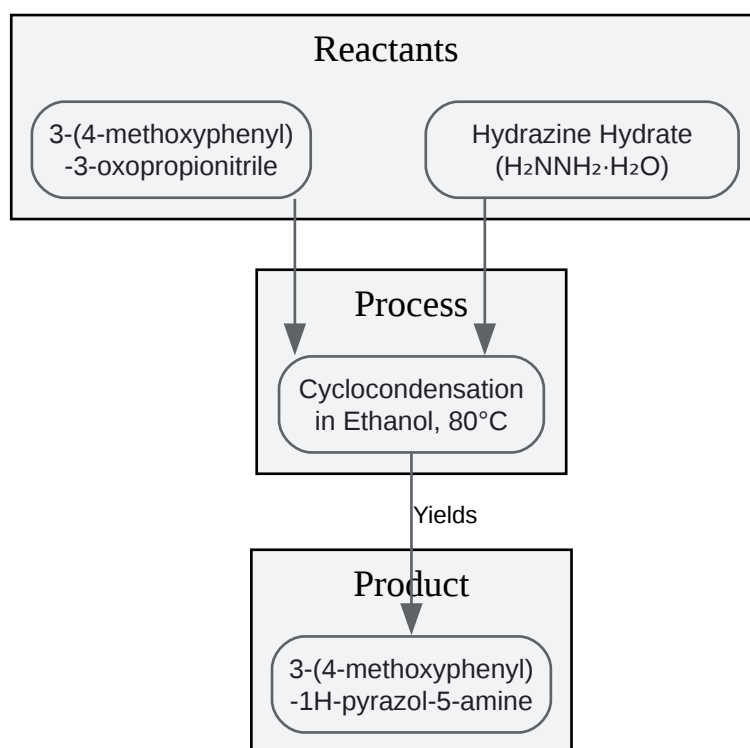 Reactants
3-(4-methoxyphenyl)
-3-oxopropionitrile
Hydrazine Hydrate
(H₂NNH₂·H₂O)
Process
Cyclocondensation
in Ethanol, 80°C
Yields
Product
3-(4-methoxyphenyl)
-1H-pyrazol-5-amine